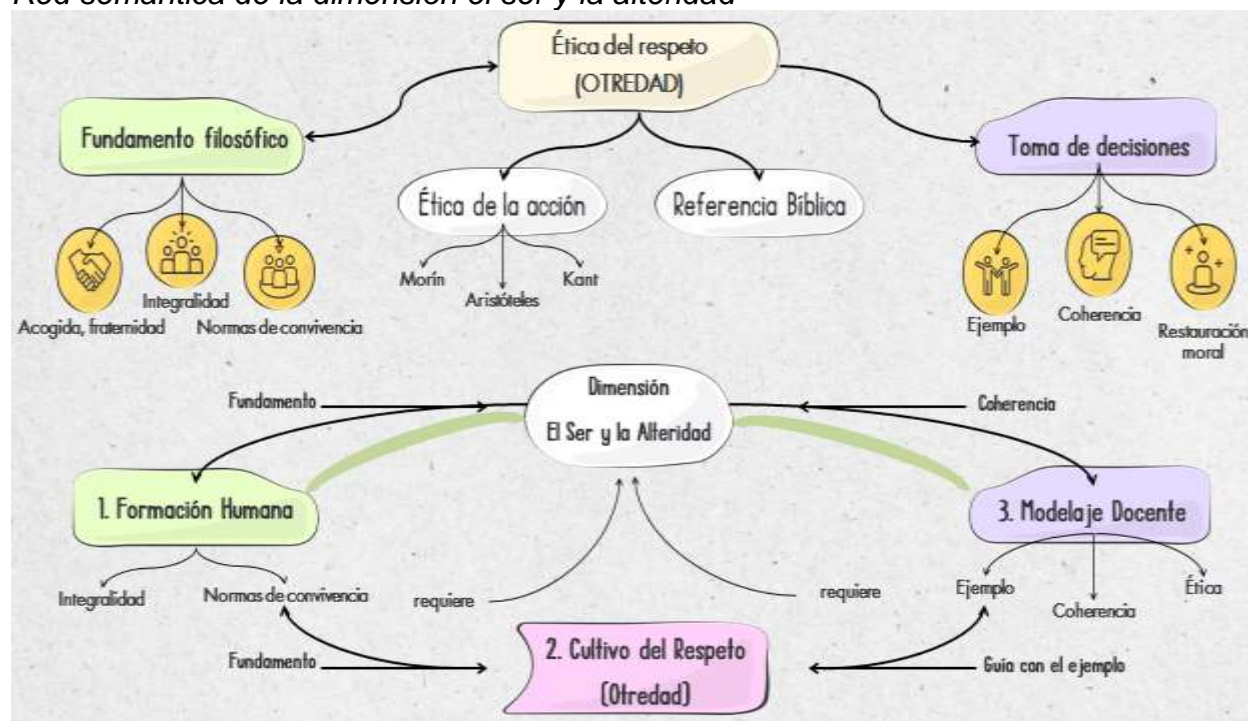 Red semántica de la dimensión el ser y la alteridad
Ética del respeto
(OTREDAD)
Fundamento filosófico
Toma de decisiones
Ética de la acción
Referencia Bíblica
Morín
Aristóteles
Kant
Acogida, fraternidad
Integralidad
Normas de convivencia
Ejemplo
Coherencia
Restauración
moral
Dimensión
El Ser y la Alteridad
Fundamento
Coherencia
1. Formación Humana
3. Modelaje Docente
Integralidad
Normas de convivencia
requiere
requiere
Ejemplo
Coherencia
Ética
2. Cultivo del Respeto
(Otredad)
Fundamento
Guía con el ejemplo